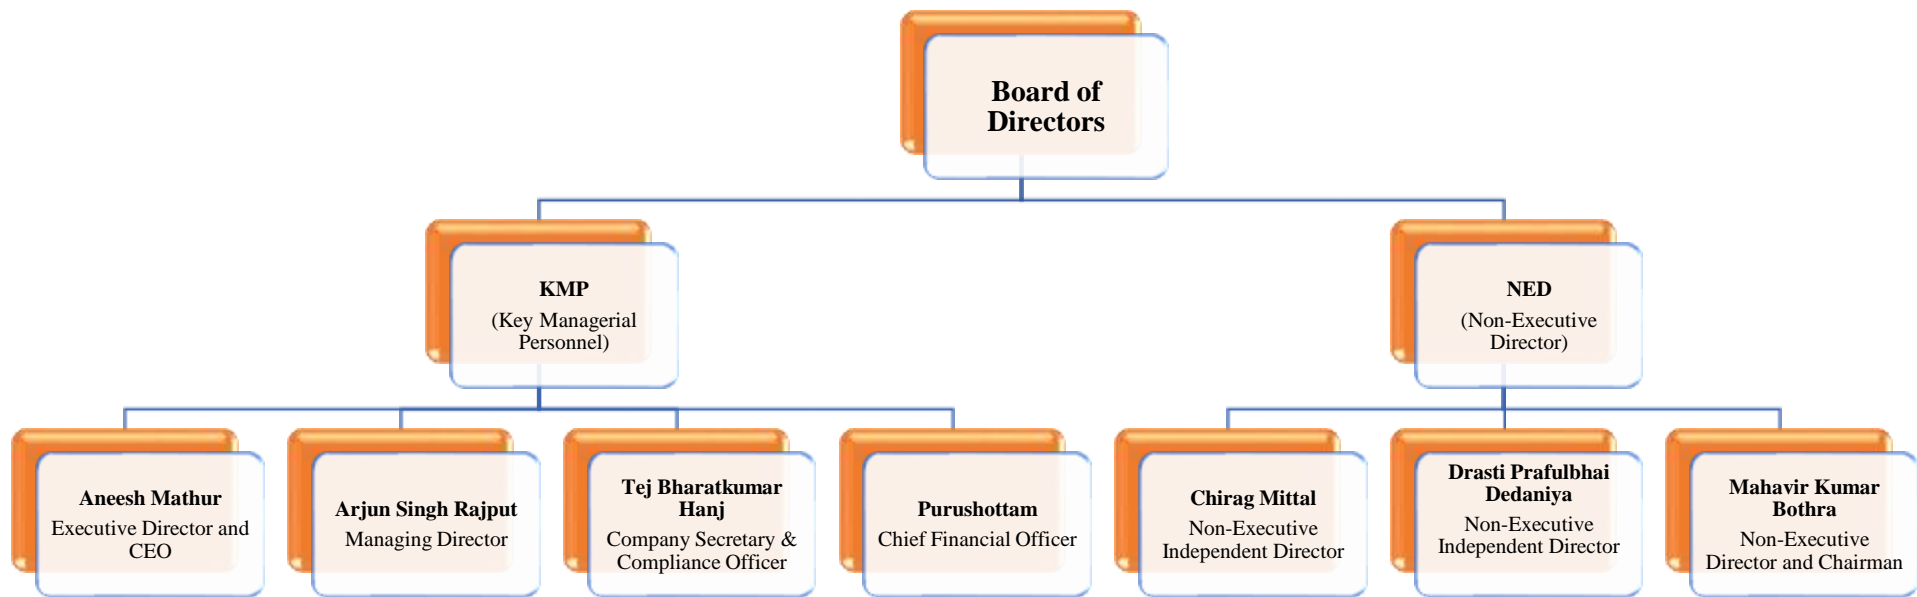 Board of
Directors
KMP
(Key Managerial
Personnel)
NED
(Non-Executive
Director)
Aneesh Mathur
Executive Director and
CEO
Arjun Singh Rajput
Managing Director
Tej Bharatkumar
Hanj
Company Secretary &
Compliance Officer
Purushottam
Chief Financial Officer
Chirag Mittal
Non-Executive
Independent Director
Drasti Prafulbhai
Dedaniya
Non-Executive
Independent Director
Mahavir Kumar
Bothra
Non-Executive
Director and Chairman